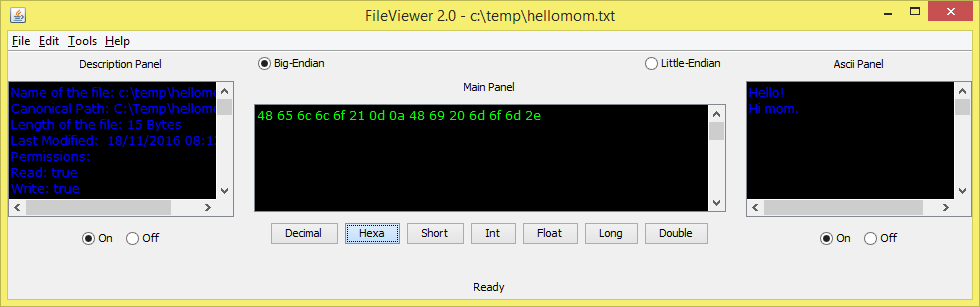 FileViewer 2.0 - c:\temp\hellomom.txt
File Edit Tools Help
Description Panel
Big-Endian
Little-Endian
Ascii Panel
Main Panel
Name of the file: c:\temp\hellomo
Canonical Path: C:\Temp\hellomo
Length of the file: 15 Bytes
Last Modified: 18/11/2016 08:1
Permissions:
Read: true
Write: true
48 65 6c 6c 6f 21 0d 0a 48 69 20 6d 6f 6d 2e
Hello!
Hi mom.
On Off
Decimal Hexa Short Int Float Long Double
On Off
Ready